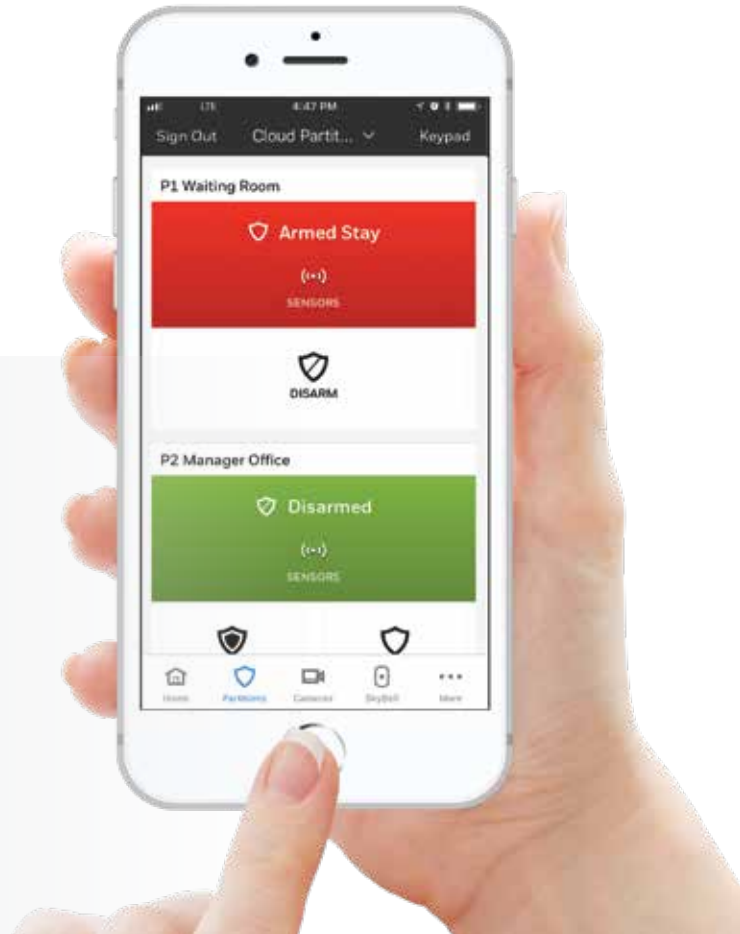 LTE 4:47 PM
Sign Out Cloud Partit... Keypad
P1 Waiting Room
Armed Stay
SENSORS
DISARM
P2 Manager Office
Disarmed
SENSORS
Home Partitions Cameras SkyBell More